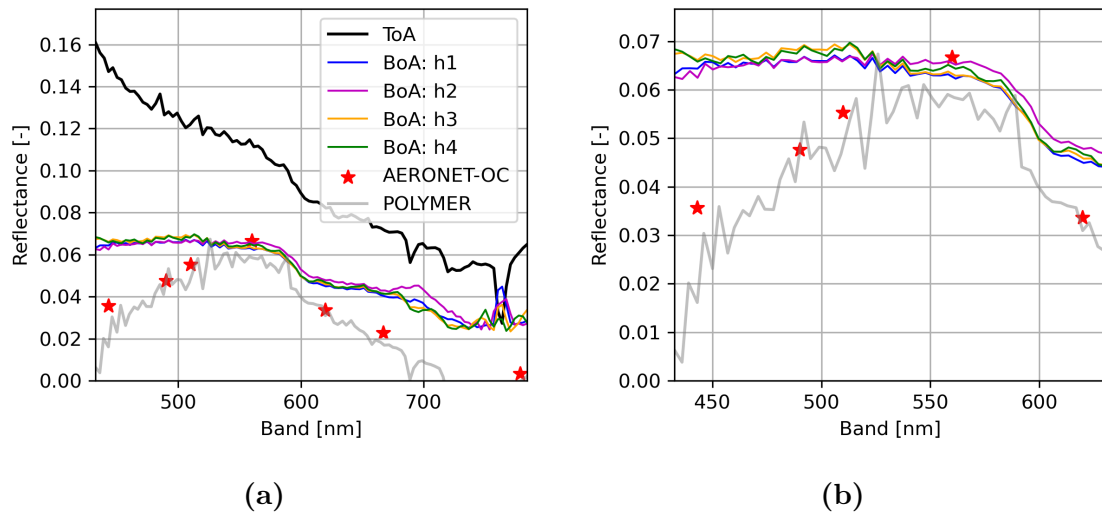 ToA
BoA: h1
BoA: h2
BoA: h3
BoA: h4
AERONET-OC
POLYMER
Reflectance [-]
0.16
0.14
0.12
0.10
0.08
0.06
0.04
0.02
0.00
500 600 700
Band [nm]
(a)
Reflectance [-]
0.07
0.06
0.05
0.04
0.03
0.02
0.01
0.00
450 500 550 600
Band [nm]
(b)